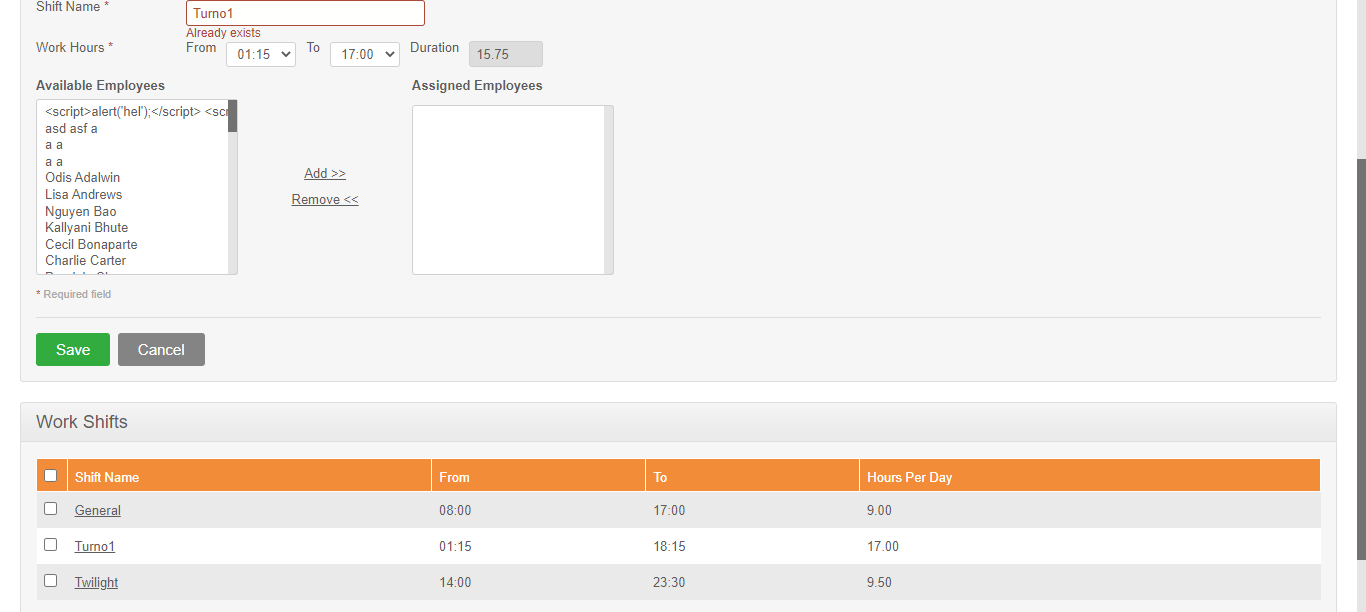 Shift Name *
Turno1
Already exists
Work Hours * From 01:15 To 17:00 Duration 15.75
Available Employees Assigned Employees
<script>alert('hel');</script> <scr
asd asf a
a a
a a
Odis Adalwin
Lisa Andrews
Nguyen Bao
Kallyani Bhute
Cecil Bonaparte
Charlie Carter
Add >>
Remove <<
* Required field
Save Cancel
Work Shifts
Shift Name From To Hours Per Day
General 08:00 17:00 9.00
Turno1 01:15 18:15 17.00
Twilight 14:00 23:30 9.50